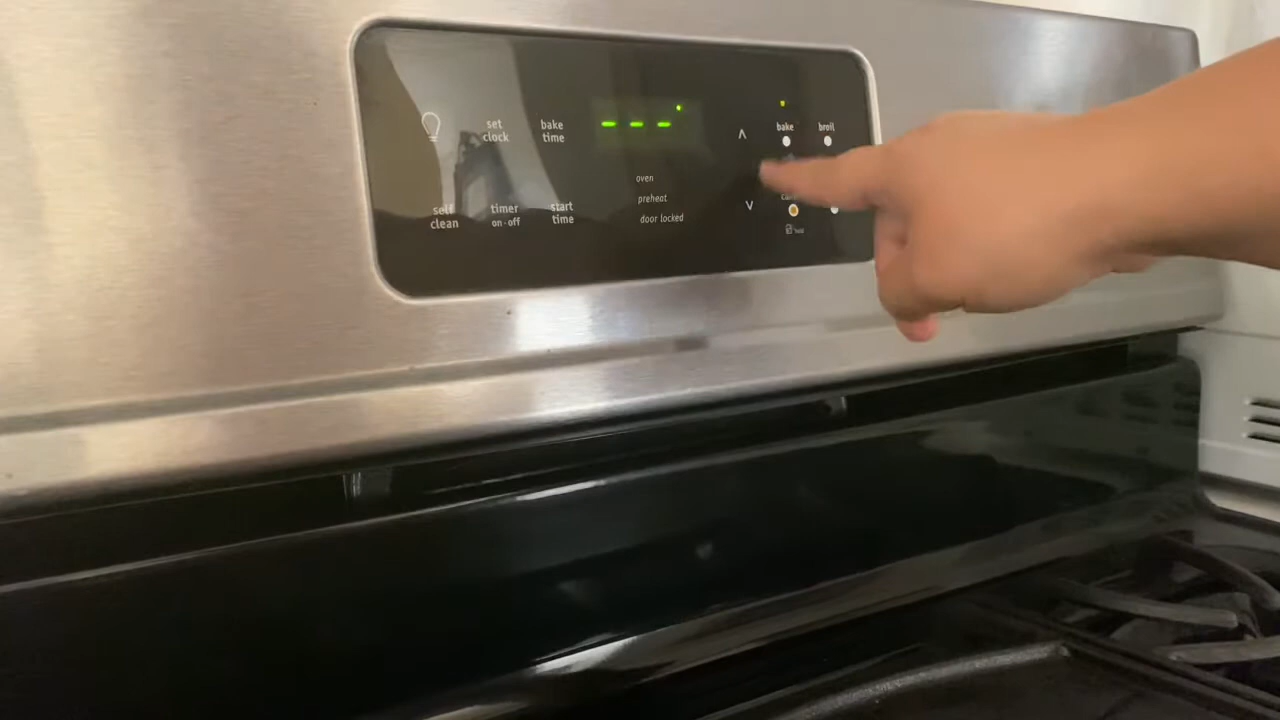 set
clock
bake
time
bake
broil
self
clean
timer
on-off
start
time
oven
preheat
door locked